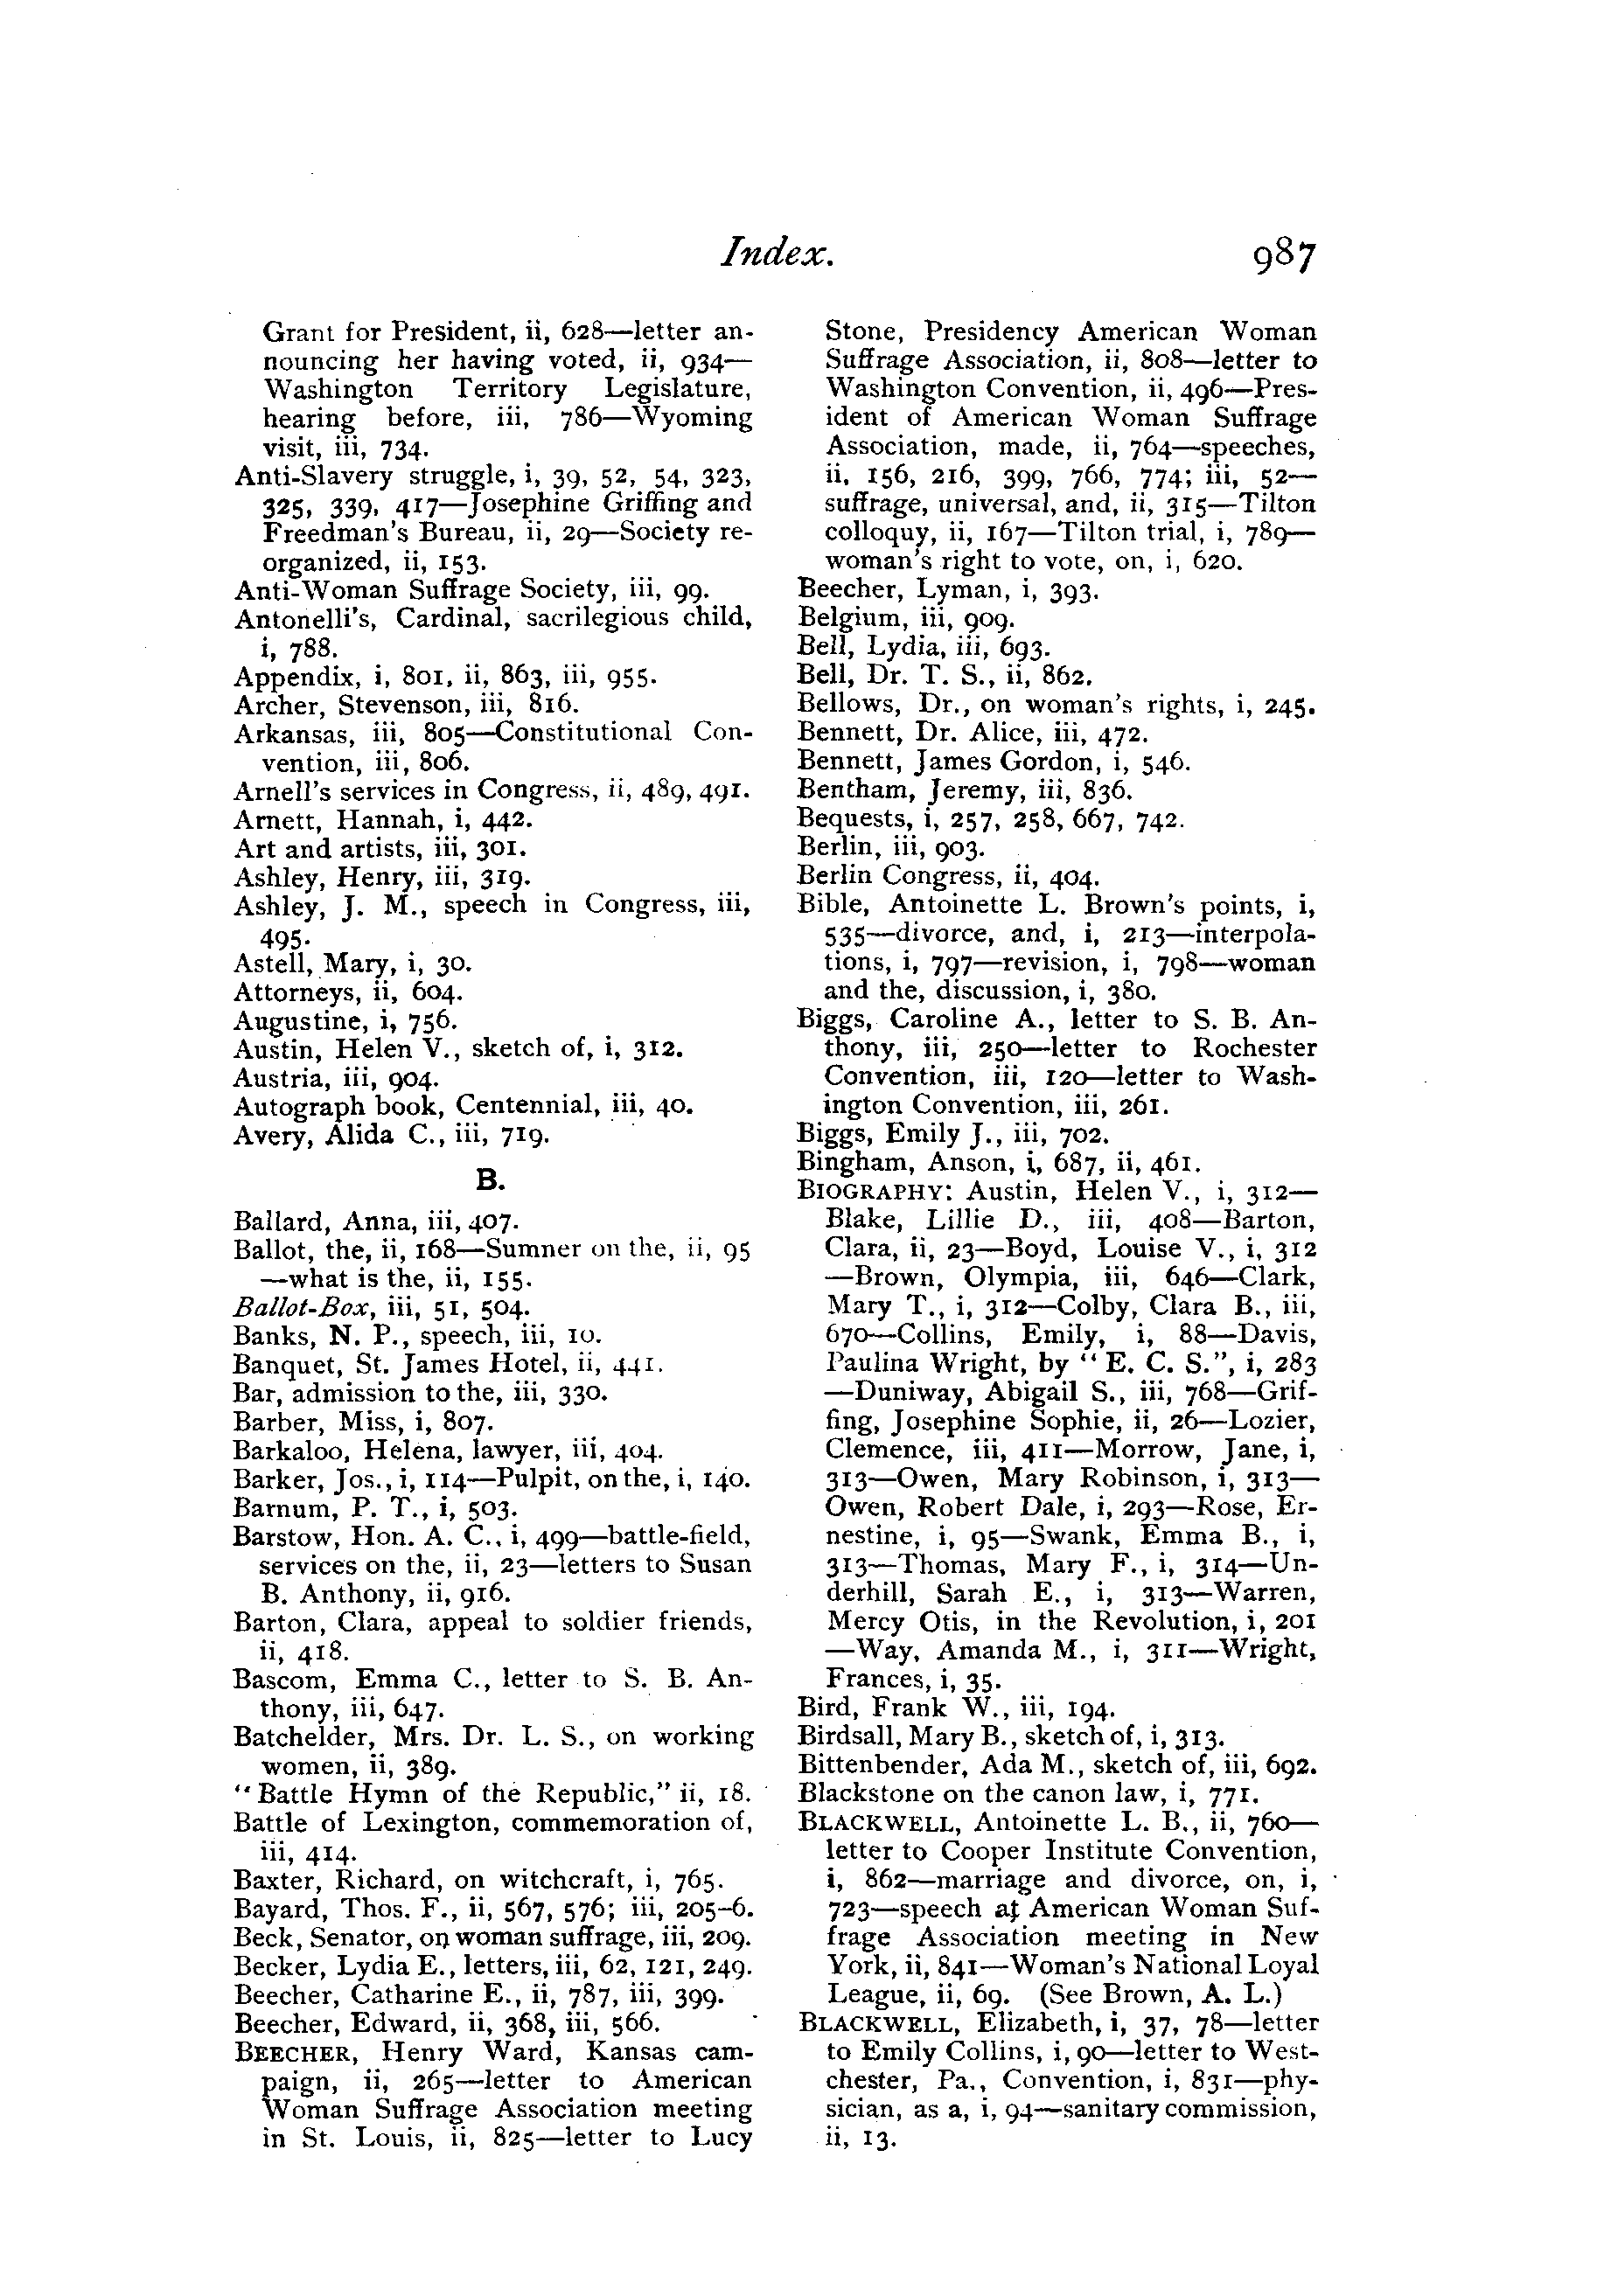 Index.
987
Grant for President, ii, 628—letter an-
nouncing her having voted, ii, 934—
Washington Territory Legislature,
hearing before, iii, 786—Wyoming
visit, iii, 734.
Anti-Slavery struggle, i, 39, 52, 54, 323,
325, 339, 417—Josephine Griffing and
Freedman's Bureau, ii, 29—Society re-
organized, ii, 153.
Anti-Woman Suffrage Society, iii, 99.
Antonelli's, Cardinal, sacrilegious child,
i, 788.
Appendix, i, 801, ii, 863, iii, 955.
Archer, Stevenson, iii, 816.
Arkansas, iii, 805—Constitutional Con-
vention, iii, 806.
Arnell's services in Congress, ii, 489, 491.
Arnett, Hannah, i, 442.
Art and artists, iii, 301.
Ashley, Henry, iii, 319.
Ashley, J. M., speech in Congress, iii,
495.
Astell, Mary, i, 30.
Attorneys, ii, 604.
Augustine, i, 756.
Austin, Helen V., sketch of, i, 312.
Austria, iii, 904.
Autograph book, Centennial, iii, 40.
Avery, Alida C., iii, 719.
B.
Ballard, Anna, iii, 407.
Ballot, the, ii, 168—Sumner on the, ii, 95
—what is the, ii, 155.
Ballot-Box, iii, 51, 504.
Banks, N. P., speech, iii, 10.
Banquet, St. James Hotel, ii, 441.
Bar, admission to the, iii, 330.
Barber, Miss, i, 807.
Barkaloo, Helena, lawyer, iii, 404.
Barker, Jos., i, 114—Pulpit, on the, i, 140.
Barnum, P. T., i, 503.
Barstow, Hon. A. C., i, 499—battle-field,
services on the, ii, 23—letters to Susan
B. Anthony, ii, 916.
Barton, Clara, appeal to soldier friends,
ii, 418.
Bascom, Emma C., letter to S. B. An-
thony, iii, 647.
Batchelder, Mrs. Dr. L. S., on working
women, ii, 389.
"Battle Hymn of the Republic," ii, 18.
Battle of Lexington, commemoration of,
iii, 414.
Baxter, Richard, on witchcraft, i, 765.
Bayard, Thos. F., ii, 567, 576; iii, 205-6.
Beck, Senator, on woman suffrage, iii, 209.
Becker, Lydia E., letters, iii, 62, 121, 249.
Beecher, Catharine E., ii, 787, iii, 399.
Beecher, Edward, ii, 368, iii, 566.
BEECHER, Henry Ward, Kansas cam-
paign, ii, 265—letter to American
Woman Suffrage Association meeting
in St. Louis, ii, 825—letter to Lucy
Stone, Presidency American Woman
Suffrage Association, ii, 808—letter to
Washington Convention, ii, 496—Pres-
ident of American Woman Suffrage
Association, made, ii, 764—speeches,
ii, 156, 216, 399, 766, 774; iii, 52—
suffrage, universal, and, ii, 315—Tilton
colloquy, ii, 167—Tilton trial, i, 789—
woman's right to vote, on, i, 620.
Beecher, Lyman, i, 393.
Belgium, iii, 909.
Bell, Lydia, iii, 693.
Bell, Dr. T. S., ii, 862.
Bellows, Dr., on woman's rights, i, 245.
Bennett, Dr. Alice, iii, 472.
Bennett, James Gordon, i, 546.
Bentham, Jeremy, iii, 836.
Bequests, i, 257, 258, 667, 742.
Berlin, iii, 903.
Berlin Congress, ii, 404.
Bible, Antoinette L. Brown's points, i,
535—divorce, and, i, 213—interpola-
tions, i, 797—revision, i, 798—woman
and the, discussion, i, 380.
Biggs, Caroline A., letter to S. B. An-
thony, iii, 250—letter to Rochester
Convention, iii, 120—letter to Wash-
ington Convention, iii, 261.
Biggs, Emily J., iii, 702.
Bingham, Anson, i, 687, ii, 461.
BIOGRAPHY: Austin, Helen V., i, 312—
Blake, Lillie D., iii, 408—Barton,
Clara, ii, 23—Boyd, Louise V., i, 312
—Brown, Olympia, iii, 646—Clark,
Mary T., i, 312—Colby, Clara B., iii,
670—Collins, Emily, i, 88—Davis,
Paulina Wright, by "E. C. S.", i, 283
—Duniway, Abigail S., iii, 768—Grif-
fing, Josephine Sophie, ii, 26—Lozier,
Clemence, iii, 411—Morrow, Jane, i,
313—Owen, Mary Robinson, i, 313—
Owen, Robert Dale, i, 293—Rose, Er-
nestine, i, 95—Swank, Emma B., i,
313—Thomas, Mary F., i, 314—Un-
derhill, Sarah E., i, 313—Warren,
Mercy Otis, in the Revolution, i, 201
—Way, Amanda M., i, 311—Wright,
Frances, i, 35.
Bird, Frank W., iii, 194.
Birdsall, Mary B., sketch of, i, 313.
Bittenbender, Ada M., sketch of, iii, 692.
Blackstone on the canon law, i, 771.
BLACKWELL, Antoinette L. B., ii, 760—
letter to Cooper Institute Convention,
i, 862—marriage and divorce, on, i,
723—speech at American Woman Suf-
frage Association meeting in New
York, ii, 841—Woman's National Loyal
League, ii, 69. (See Brown, A. L.)
BLACKWELL, Elizabeth, i, 37, 78—letter
to Emily Collins, i, 90—letter to West-
chester, Pa., Convention, i, 831—phy-
sician, as a, i, 94—sanitary commission,
ii, 13.